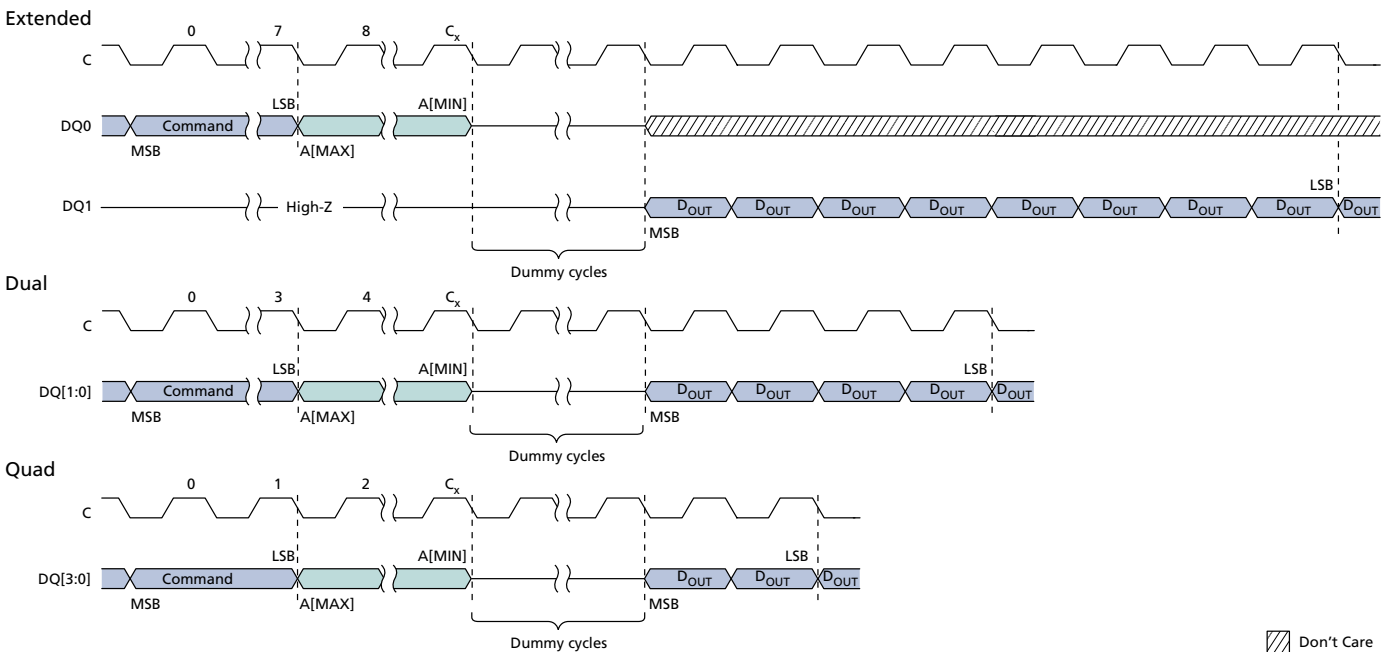 Extended
0 7 8 Cx
C
LSB A[MIN]
DQ0 Command
MSB A[MAX]
LSB
DQ1 High-Z DOUT DOUT DOUT DOUT DOUT DOUT DOUT DOUT DOUT
MSB
Dummy cycles
Dual
0 3 4 Cx
C
LSB A[MIN] LSB
DQ[1:0] Command DOUT DOUT DOUT DOUT DOUT
MSB A[MAX] MSB
Dummy cycles
Quad
0 1 2 Cx
C
LSB A[MIN] LSB
DQ[3:0] Command DOUT DOUT DOUT
MSB A[MAX] MSB
Dummy cycles
Don't Care